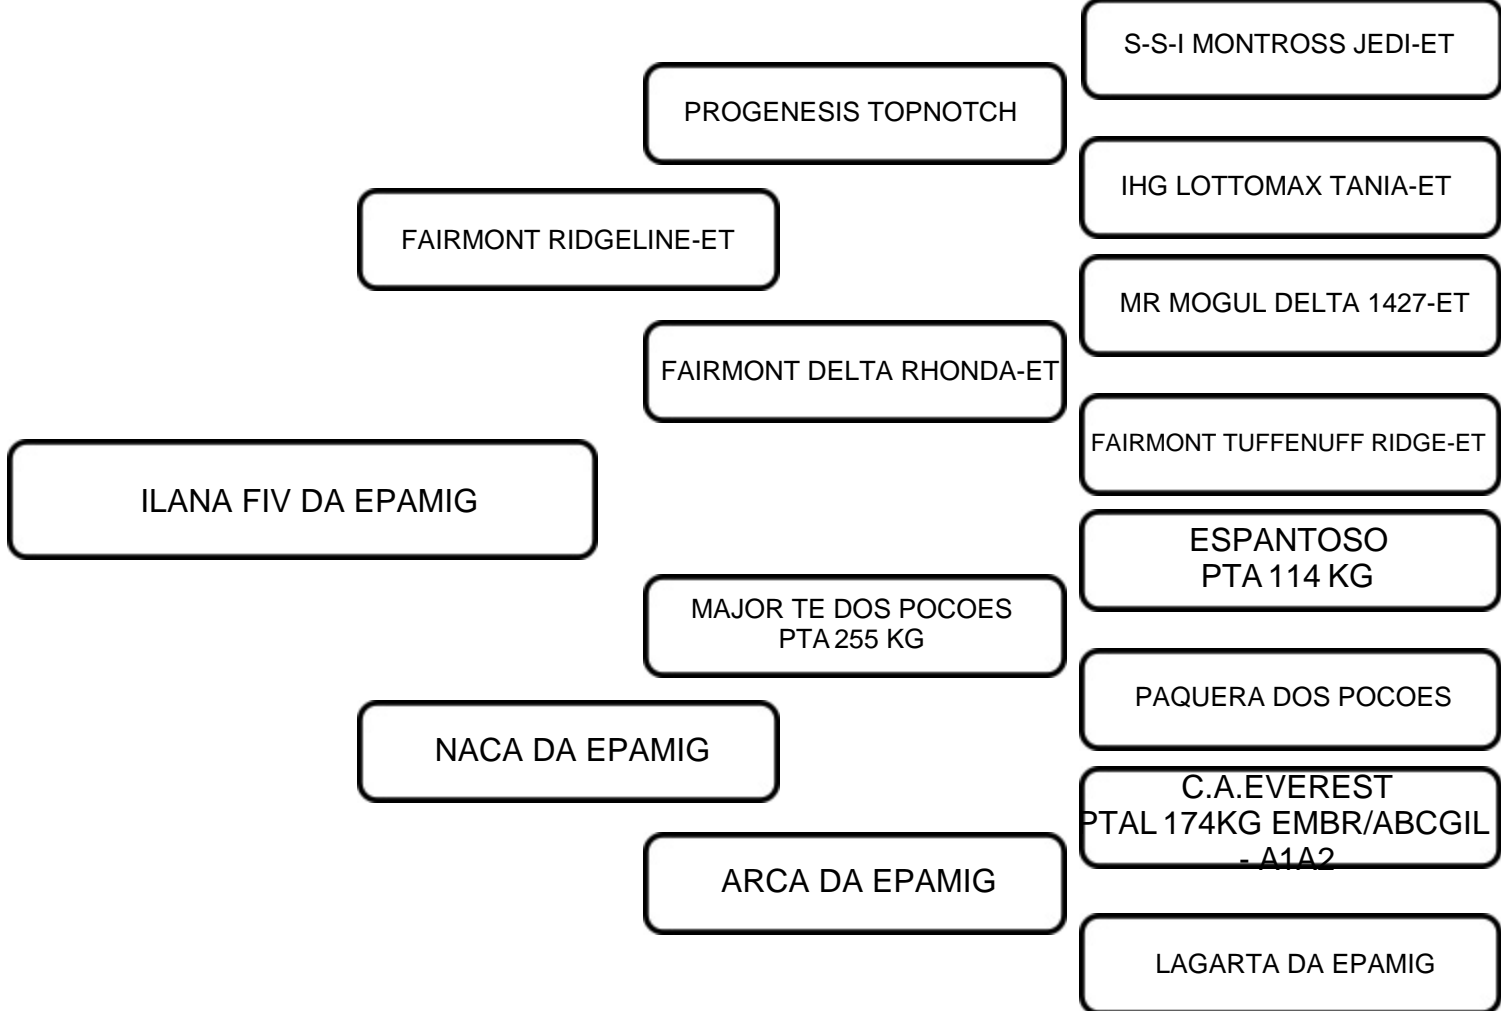 S-S-I MONTROSS JEDI-ET
PROGENESIS TOPNOTCH
IHG LOTTOMAX TANIA-ET
FAIRMONT RIDGELINE-ET
MR MOGUL DELTA 1427-ET
FAIRMONT DELTA RHONDA-ET
FAIRMONT TUFFENUFF RIDGE-ET
ILANA FIV DA EPAMIG
ESPANTOSO
PTA 114 KG
MAJOR TE DOS POCOES
PTA 255 KG
PAQUERA DOS POCOES
NACA DA EPAMIG
C.A.EVEREST
PTAL 174KG EMBR/ABCGIL
- A1A2
ARCA DA EPAMIG
LAGARTA DA EPAMIG